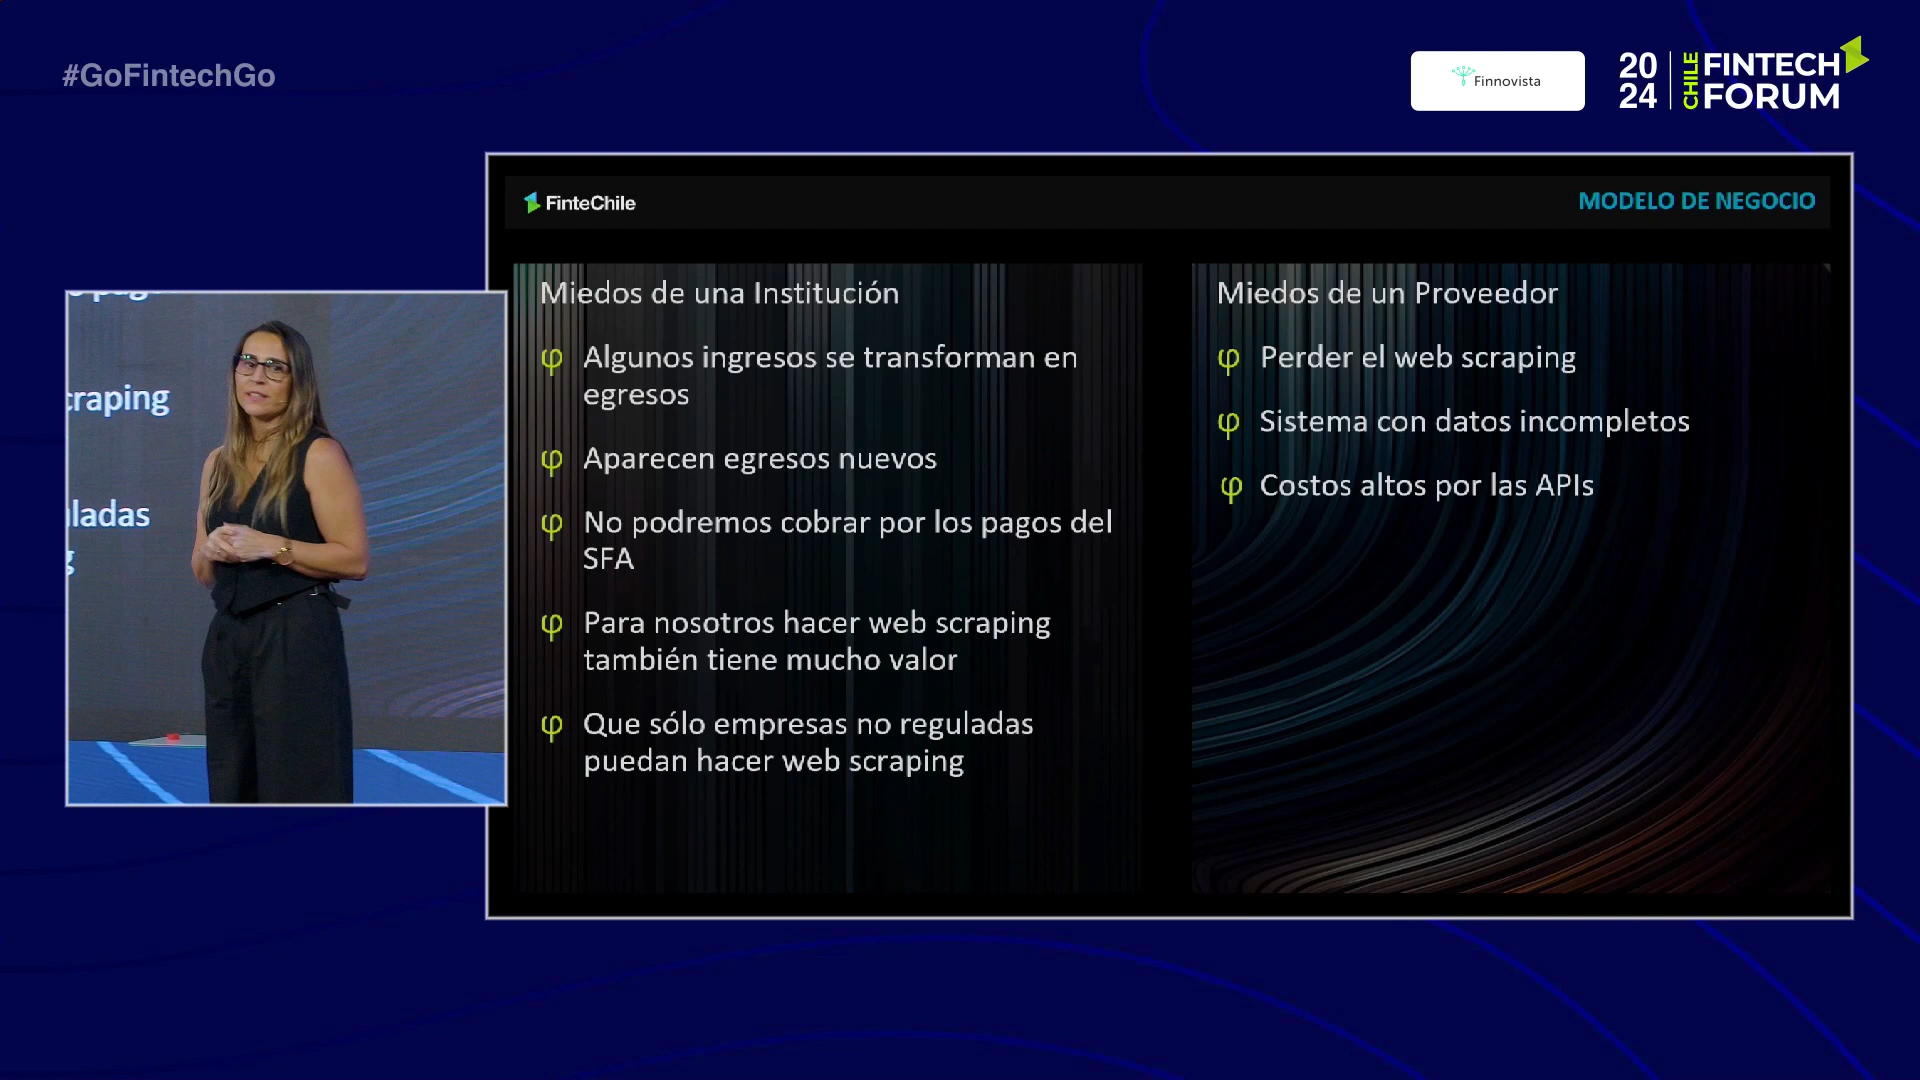 #GoFintechGo
Finnovista
20
24
CHILE
FINTECH
FORUM
FinteChile
MODELO DE NEGOCIO
Miedos de una Institución
φ Algunos ingresos se transforman en
egresos
φ Aparecen egresos nuevos
φ No podremos cobrar por los pagos del
SFA
φ Para nosotros hacer web scraping
también tiene mucho valor
φ Que sólo empresas no reguladas
puedan hacer web scraping
Miedos de un Proveedor
φ Perder el web scraping
φ Sistema con datos incompletos
φ Costos altos por las APIs
craping
ladas